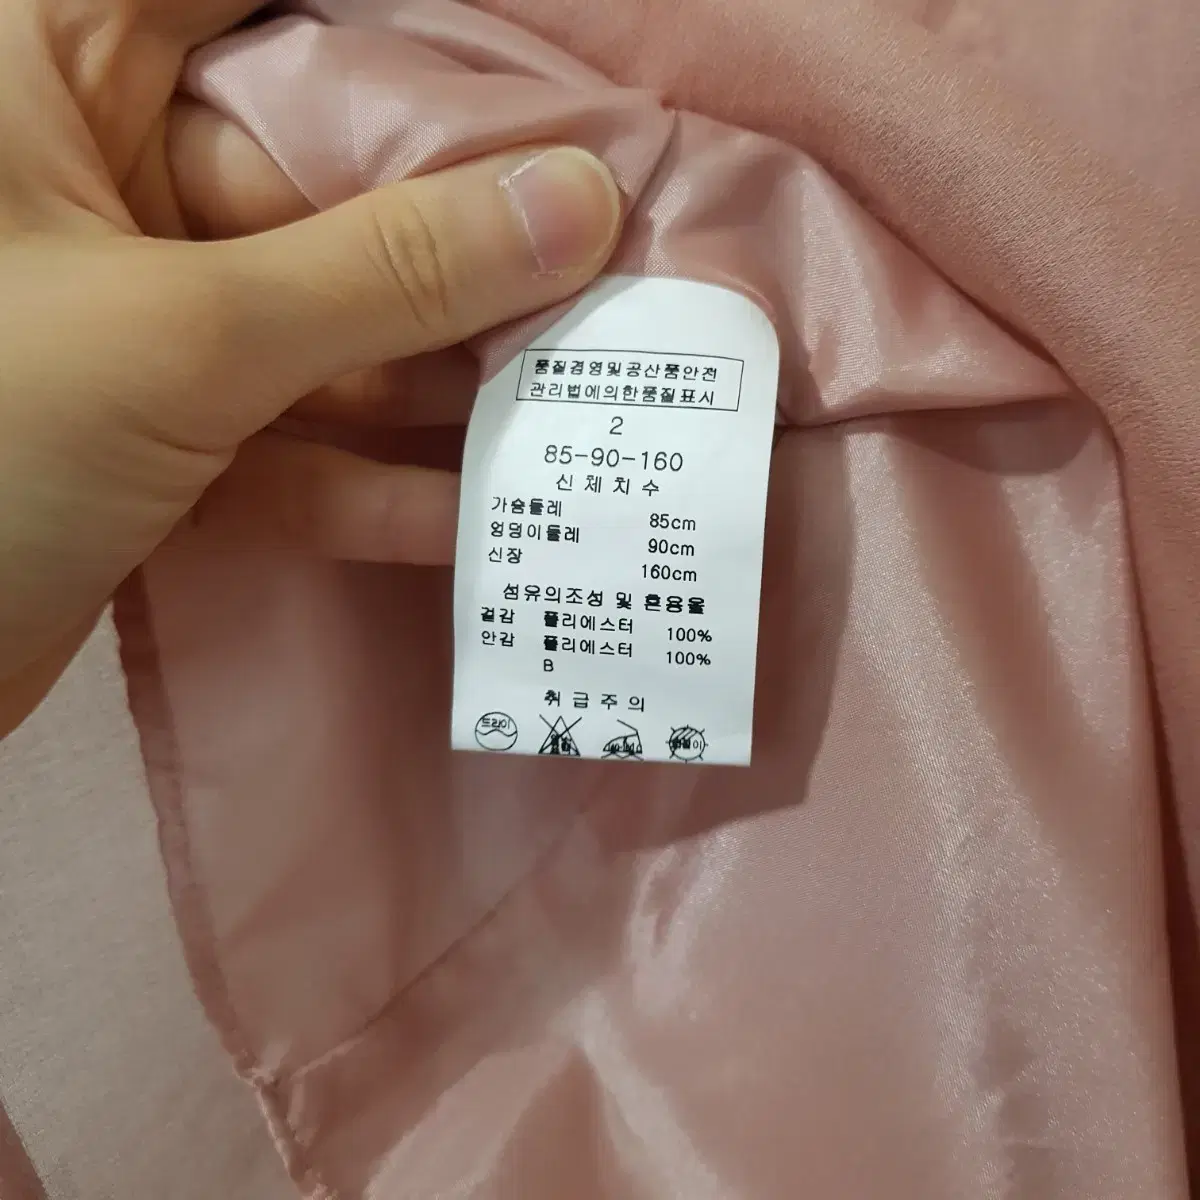 품질경영및공산품안전
관리법에의한품질표시
2
85-90-160
신체치수
가슴둘레 85cm
엉덩이둘레 90cm
신장 160cm
섬유의조성 및 혼용율
겉감 폴리에스터 100%
안감 폴리에스터 100%
B
취급주의
드라이